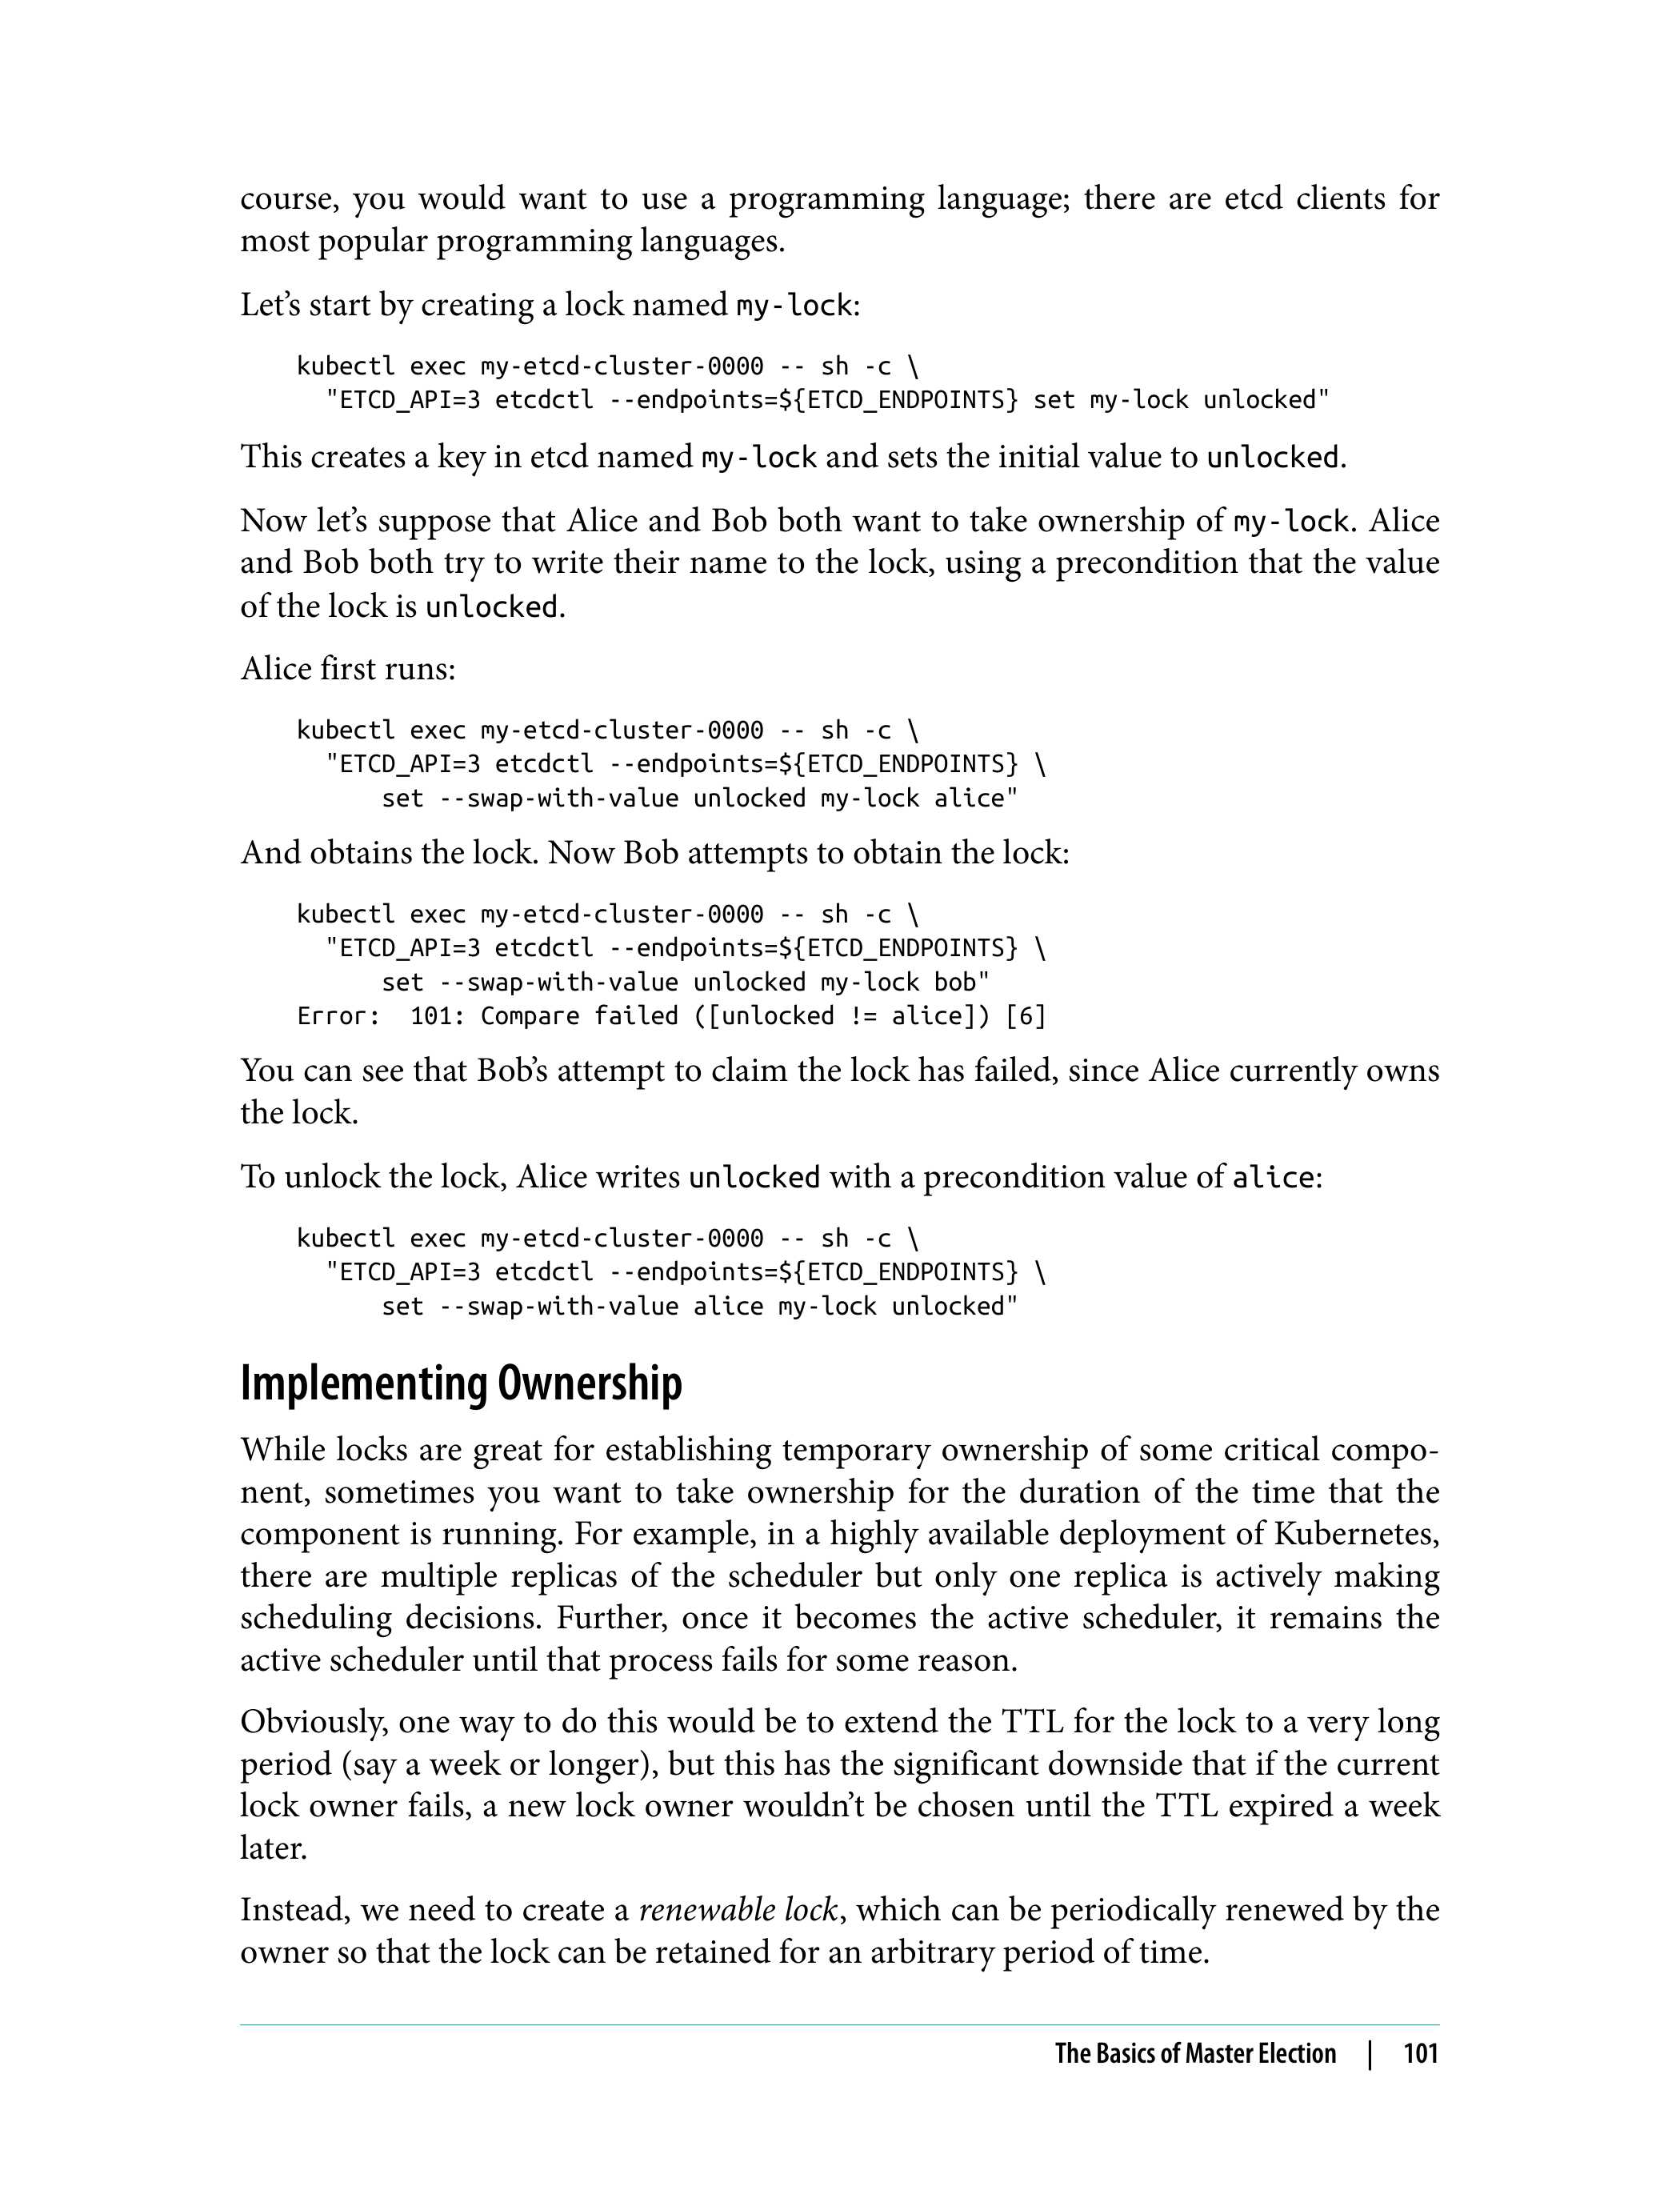 course, you would want to use a programming language; there are etcd clients for
most popular programming languages.
Let’s start by creating a lock named my-lock:
kubectl exec my-etcd-cluster-0000 -- sh -c \
"ETCD_API=3 etcdctl --endpoints=${ETCD_ENDPOINTS} set my-lock unlocked"
This creates a key in etcd named my-lock and sets the initial value to unlocked.
Now let’s suppose that Alice and Bob both want to take ownership of my-lock. Alice
and Bob both try to write their name to the lock, using a precondition that the value
of the lock is unlocked.
Alice first runs:
kubectl exec my-etcd-cluster-0000 -- sh -c \
"ETCD_API=3 etcdctl --endpoints=${ETCD_ENDPOINTS} \
set --swap-with-value unlocked my-lock alice"
And obtains the lock. Now Bob attempts to obtain the lock:
kubectl exec my-etcd-cluster-0000 -- sh -c \
"ETCD_API=3 etcdctl --endpoints=${ETCD_ENDPOINTS} \
set --swap-with-value unlocked my-lock bob"
Error:  101: Compare failed ([unlocked != alice]) [6]
You can see that Bob’s attempt to claim the lock has failed, since Alice currently owns
the lock.
To unlock the lock, Alice writes unlocked with a precondition value of alice:
kubectl exec my-etcd-cluster-0000 -- sh -c \
"ETCD_API=3 etcdctl --endpoints=${ETCD_ENDPOINTS} \
set --swap-with-value alice my-lock unlocked"
Implementing Ownership
While locks are great for establishing temporary ownership of some critical compo-
nent, sometimes you want to take ownership for the duration of the time that the
component is running. For example, in a highly available deployment of Kubernetes,
there are multiple replicas of the scheduler but only one replica is actively making
scheduling decisions. Further, once it becomes the active scheduler, it remains the
active scheduler until that process fails for some reason.
Obviously, one way to do this would be to extend the TTL for the lock to a very long
period (say a week or longer), but this has the significant downside that if the current
lock owner fails, a new lock owner wouldn’t be chosen until the TTL expired a week
later.
Instead, we need to create a renewable lock, which can be periodically renewed by the
owner so that the lock can be retained for an arbitrary period of time.
The Basics of Master Election | 101